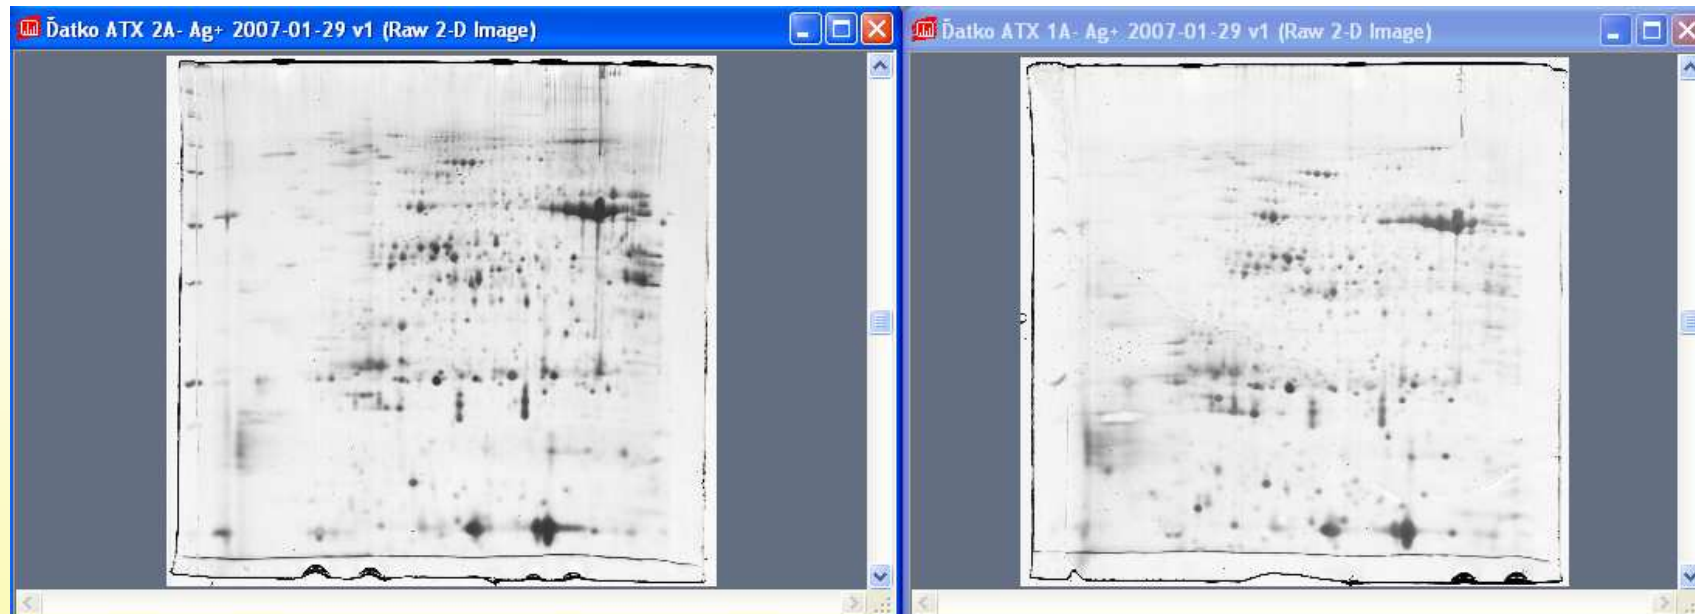 Ďatko ATX 2A- Ag+ 2007-01-29 v1 (Raw 2-D Image)
Ďatko ATX 1A- Ag+ 2007-01-29 v1 (Raw 2-D Image)